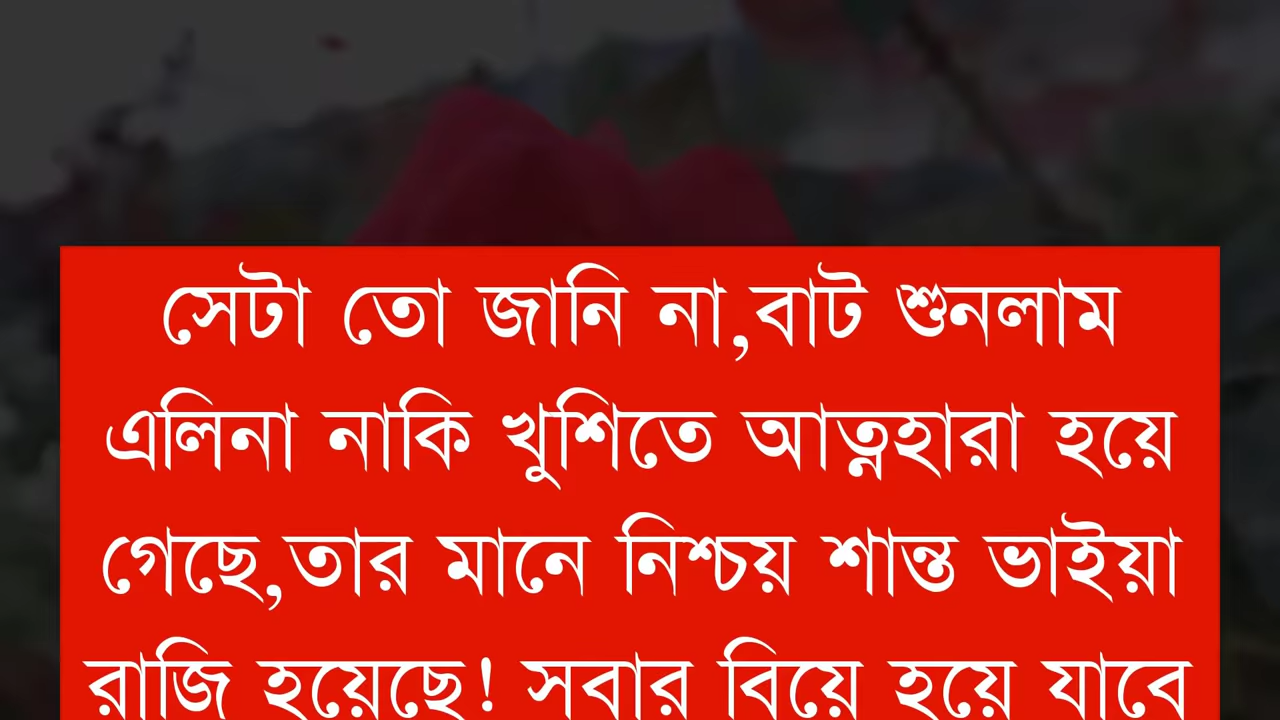 সেটা তো জানি না,বাট শুনলাম
এলিনা নাকি খুশিতে আত্নহারা হয়ে
গেছে,তার মানে নিশ্চয় শান্ত ভাইয়া
রাজি হয়েছে! সবার বিয়ে হয়ে যাবে